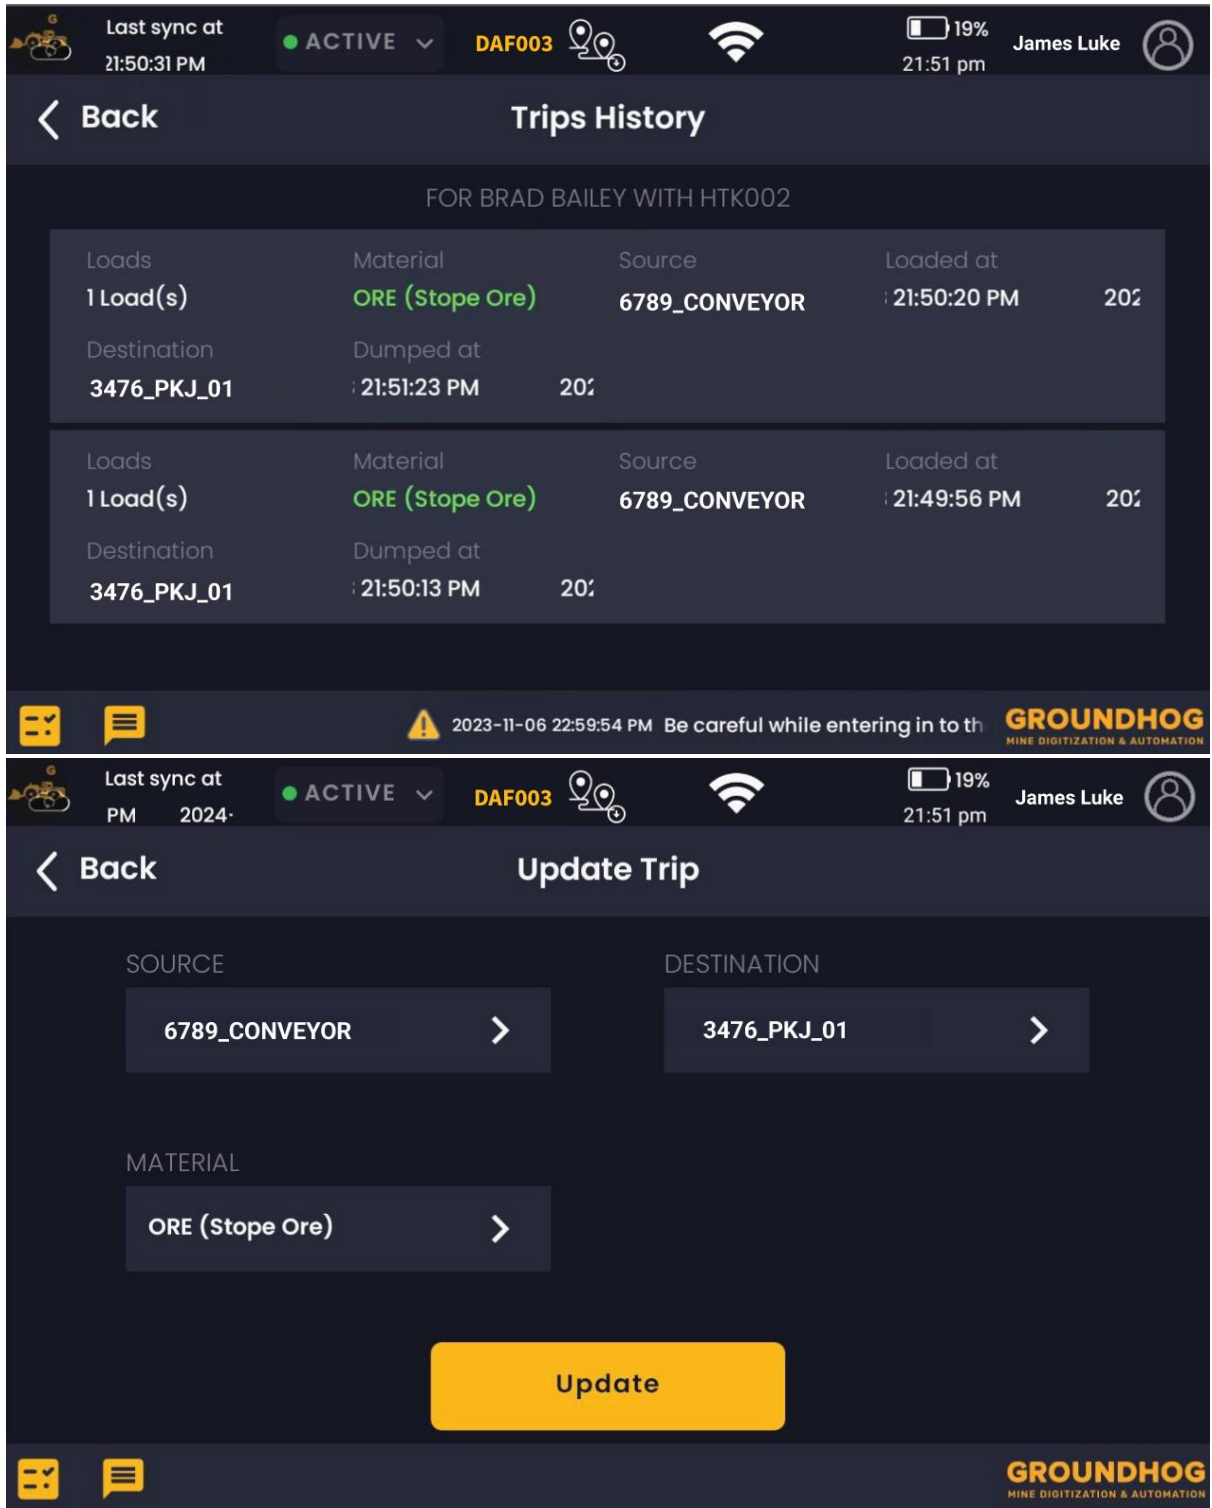 G
Last sync at
21:50:31 PM
ACTIVE
DAF003
19%
21:51 pm
James Luke
Back
Trips History
FOR BRAD BAILEY WITH HTK002
Loads Material Source Loaded at
1 Load(s) ORE (Stope Ore) 6789_CONVEYOR 21:50:20 PM
Destination Dumped at
3476_PKJ_01 21:51:23 PM
Loads Material Source Loaded at
1 Load(s) ORE (Stope Ore) 6789_CONVEYOR 21:49:56 PM
Destination Dumped at
3476_PKJ_01 21:50:13 PM
2023-11-06 22:59:54 PM Be careful while entering in to th
GROUNDHOG
MINE DIGITIZATION & AUTOMATION
G
Last sync at
PM 2024-
ACTIVE
DAF003
19%
21:51 pm
James Luke
Back
Update Trip
SOURCE DESTINATION
6789_CONVEYOR 3476_PKJ_01
MATERIAL
ORE (Stope Ore)
Update
GROUNDHOG
MINE DIGITIZATION & AUTOMATION